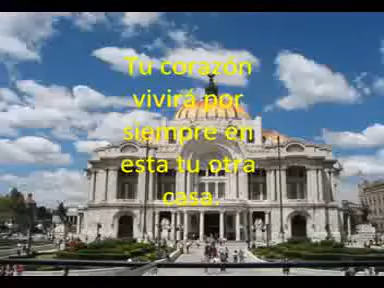 Tu corazón
vivirá por
siempre en
esta tu otra
casa.